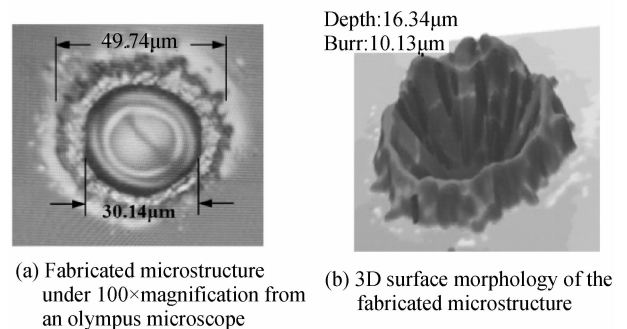 49.74μm
30.14μm
Depth:16.34μm
Burr:10.13μm
(a) Fabricated microstructure
under 100×magnification from
an olympus microscope
(b) 3D surface morphology of the
fabricated microstructure